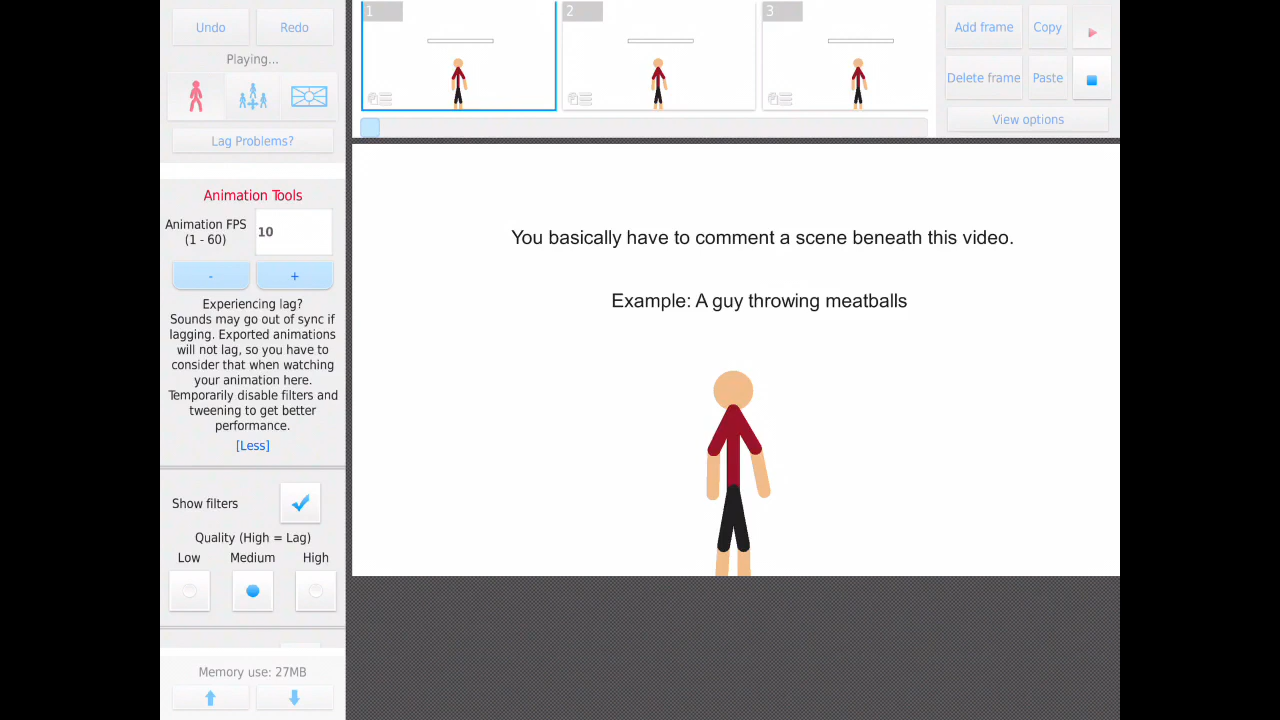 Undo
Redo
Playing...
Lag Problems?
Animation Tools
Animation FPS
(1 - 60)
10
-
+
Experiencing lag?
Sounds may go out of sync if
lagging. Exported animations
will not lag, so you have to
consider that when watching
your animation here.
Temporarily disable filters and
tweening to get better
performance.
[Less]
Show filters
Quality (High = Lag)
Low
Medium
High
Memory use: 27MB
1
2
3
Add frame
Copy
Delete frame
Paste
View options
You basically have to comment a scene beneath this video.
Example: A guy throwing meatballs